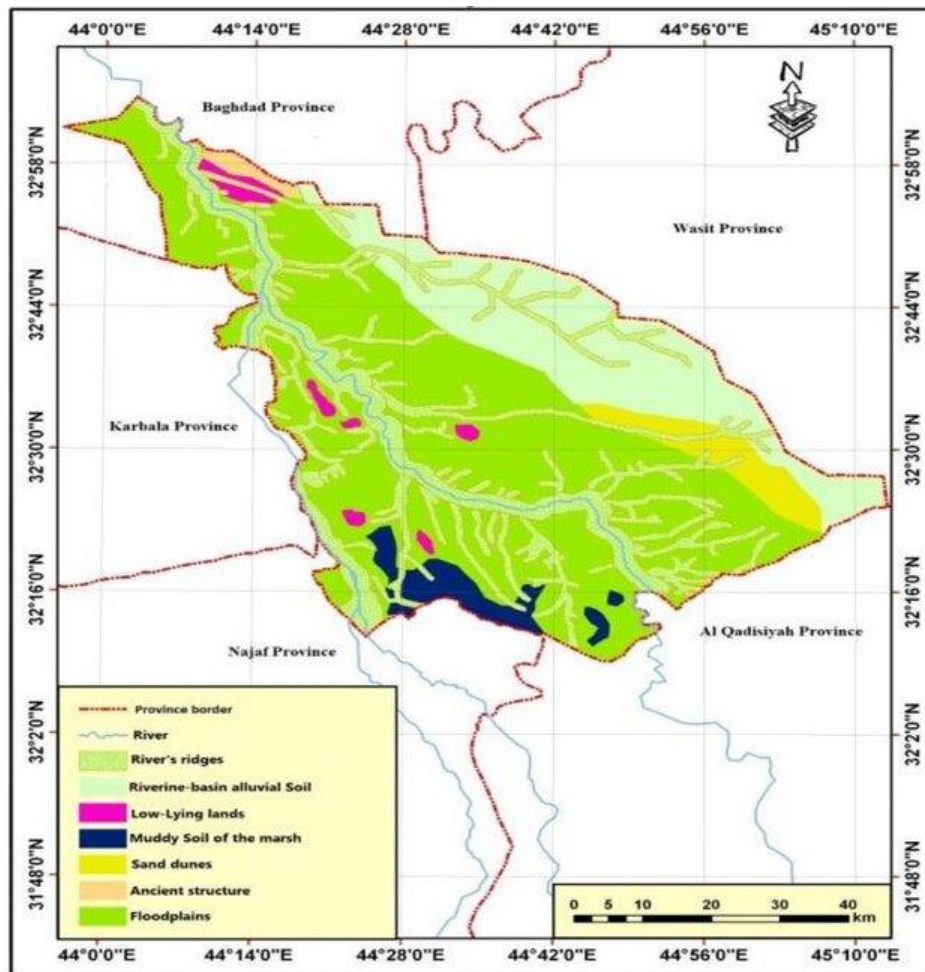 44°0'0"E 44°14'0"E 44°28'0"E 44°42'0"E 44°56'0"E 45°10'0"E
N
Baghdad Province
32°58'0"N 32°58'0"N
Wasit Province
32°44'0"N 32°44'0"N
Karbala Province
32°30'0"N 32°30'0"N
32°16'0"N 32°16'0"N
Al Qadisiyah Province
Najaf Province
Province border
32°2'0"N 32°2'0"N
River
River's ridges
Riverine-basin alluvial Soil
Low-Lying lands
Muddy Soil of the marsh
Sand dunes
31°48'0"N 31°48'0"N
Ancient structure
Floodplains
0 5 10 20 30 40
km
44°0'0"E 44°14'0"E 44°28'0"E 44°42'0"E 44°56'0"E 45°10'0"E